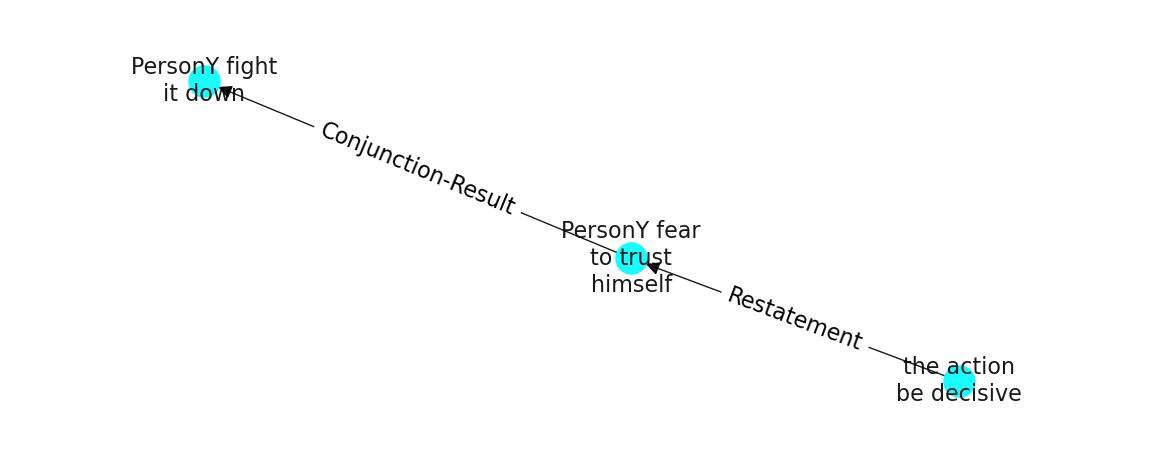 PersonY fight
it down
Conjunction-Result
PersonY fear
to trust
himself
Restatement
the action
be decisive